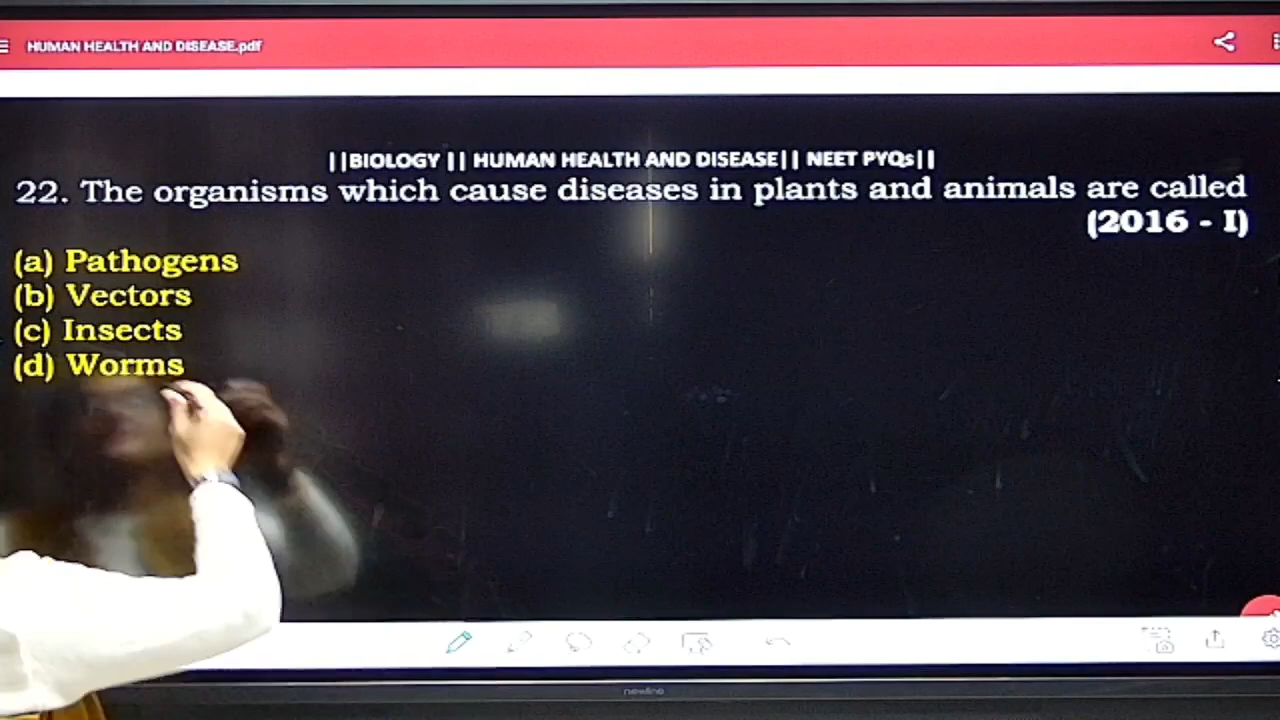 HUMAN HEALTH AND DISEASE.pdf
||BIOLOGY || HUMAN HEALTH AND DISEASE|| NEET PYQs||
22. The organisms which cause diseases in plants and animals are called
(2016 - I)
(a) Pathogens
(b) Vectors
(c) Insects
(d) Worms
newline